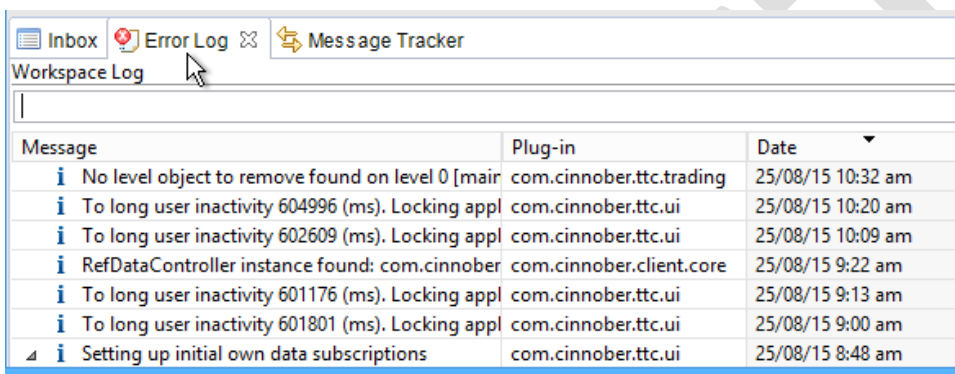 Inbox Error Log Message Tracker
Workspace Log
Message Plug-in Date
No level object to remove found on level 0 [main com.cinnober.ttc.trading 25/08/15 10:32 am
To long user inactivity 604996 (ms). Locking appl com.cinnober.ttc.ui 25/08/15 10:20 am
To long user inactivity 602609 (ms). Locking appl com.cinnober.ttc.ui 25/08/15 10:09 am
RefDataController instance found: com.cinnober com.cinnober.client.core 25/08/15 9:22 am
To long user inactivity 601176 (ms). Locking appl com.cinnober.ttc.ui 25/08/15 9:13 am
To long user inactivity 601801 (ms). Locking appl com.cinnober.ttc.ui 25/08/15 9:00 am
Setting up initial own data subscriptions com.cinnober.ttc.ui 25/08/15 8:48 am